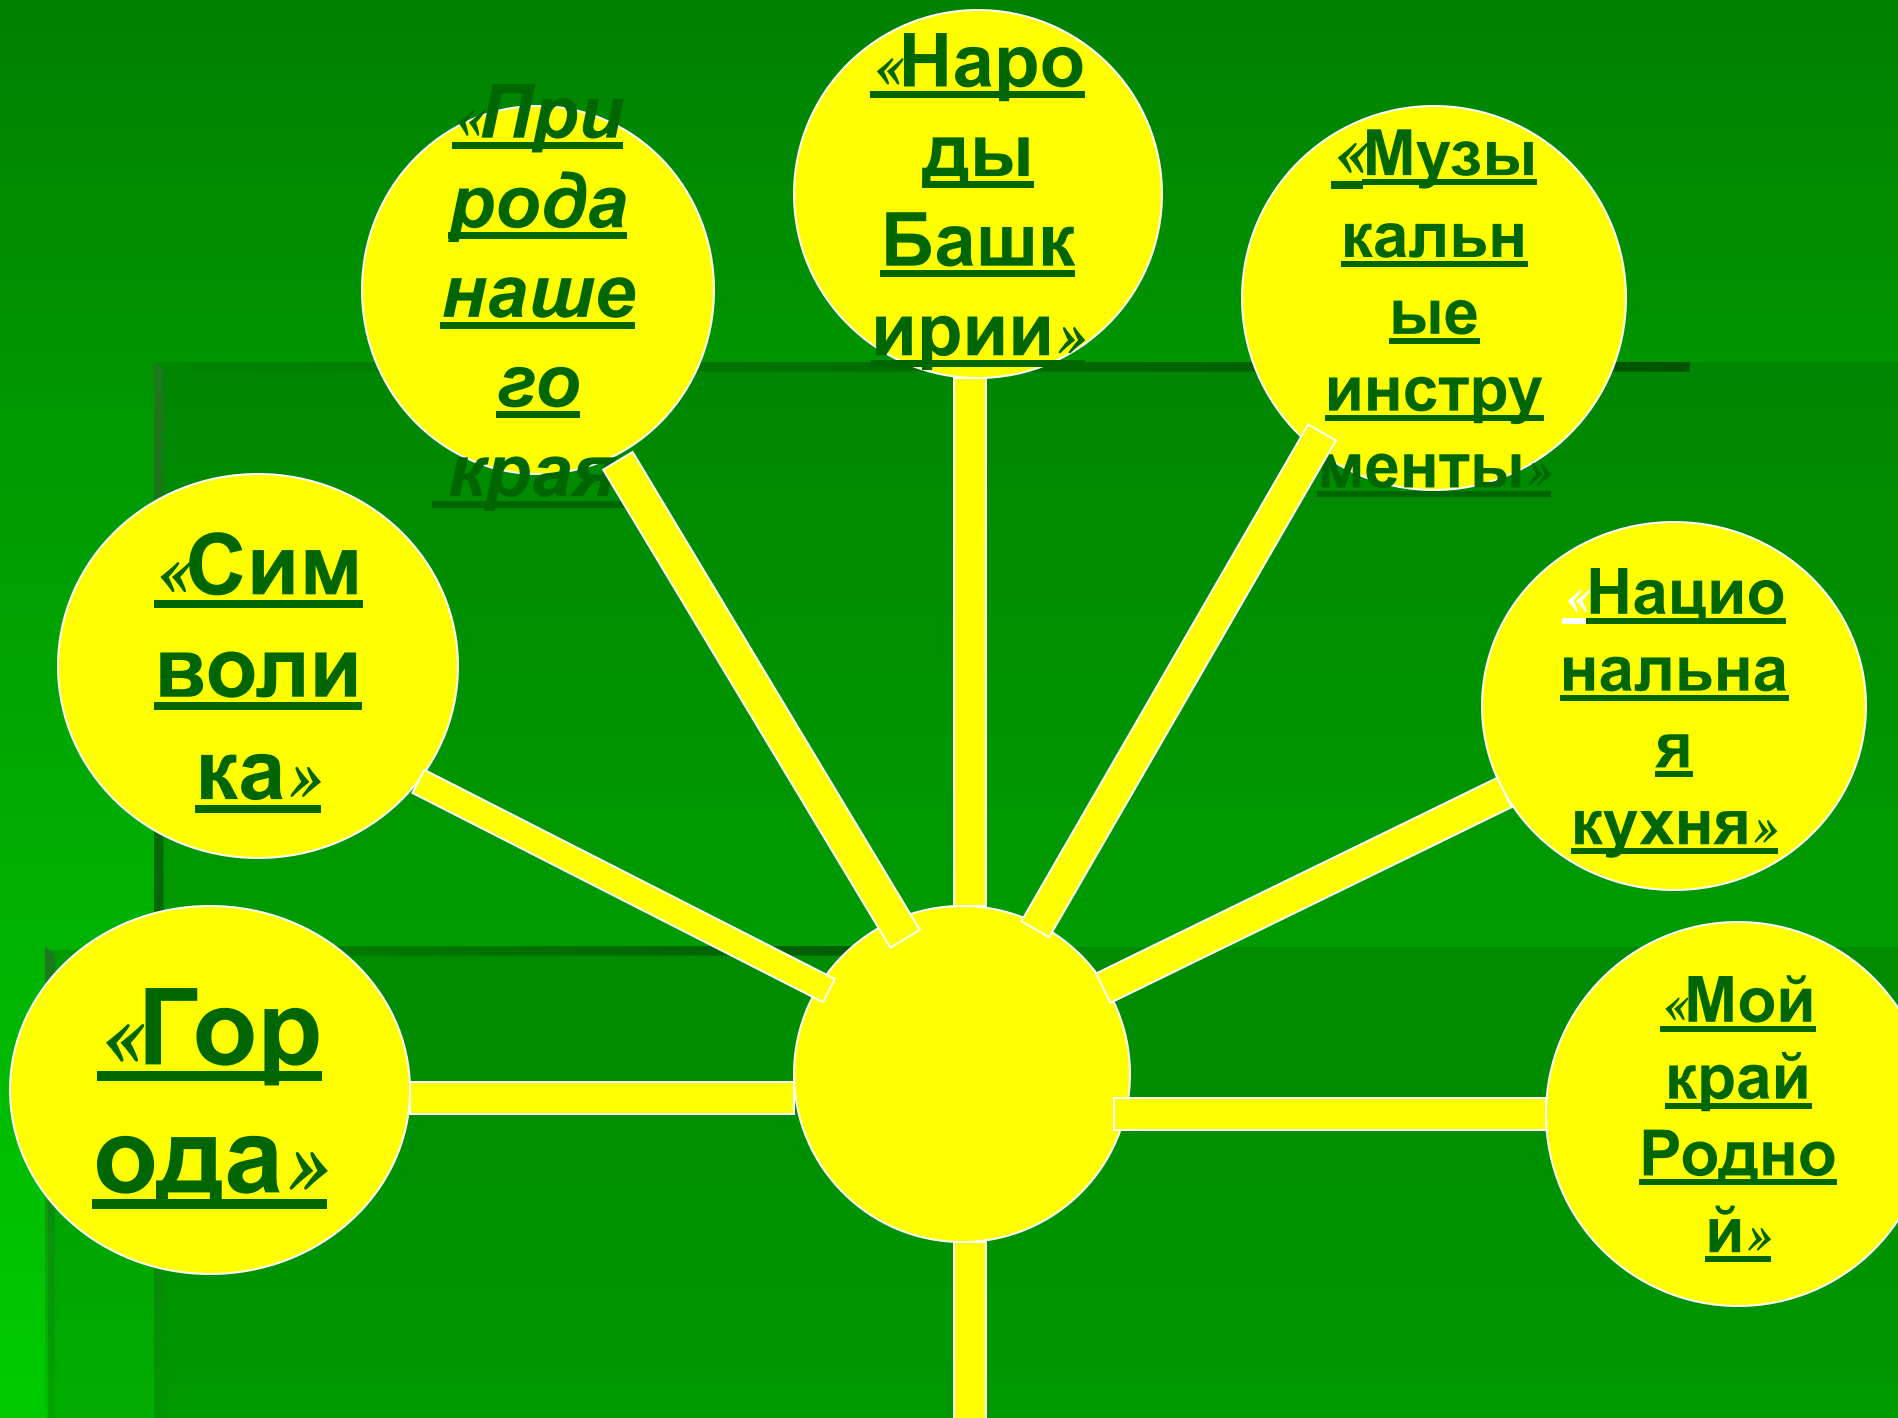 «Гор
ода»
«Сим
воли
ка»
«При
рода
наше
го
края
«Наро
ды
Башк
ирии»
«Музы
кальн
ые
инстру
менты»
«Нацио
нальна
я
кухня»
«Мой
край
Родно
й»